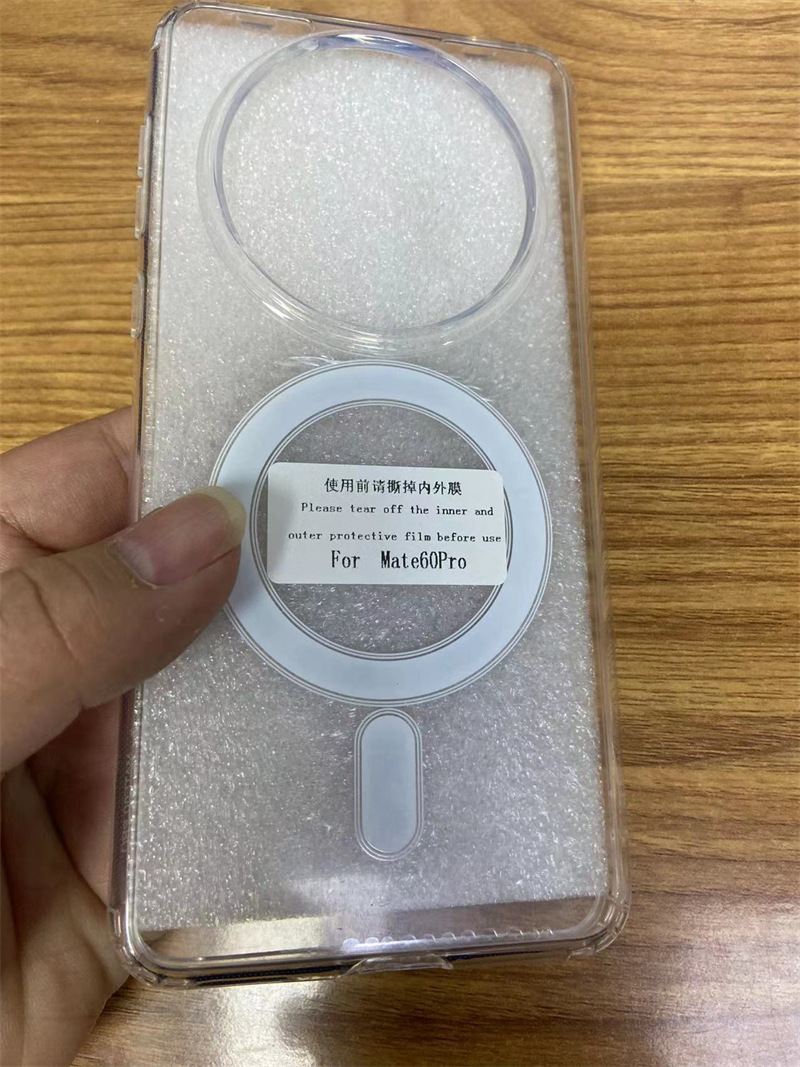 使用前请撕掉内外膜
Please tear off the inner and
outer protective film before use
For Mate60Pro